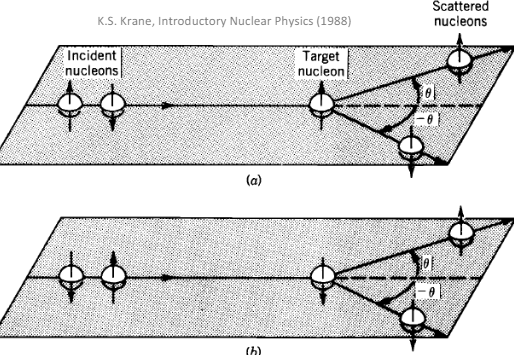 K.S. Krane, Introductory Nuclear Physics (1988)
Scattered
nucleons
Incident
nucleons
Target
nucleon
θ
−θ
(a)
θ
−θ
(b)